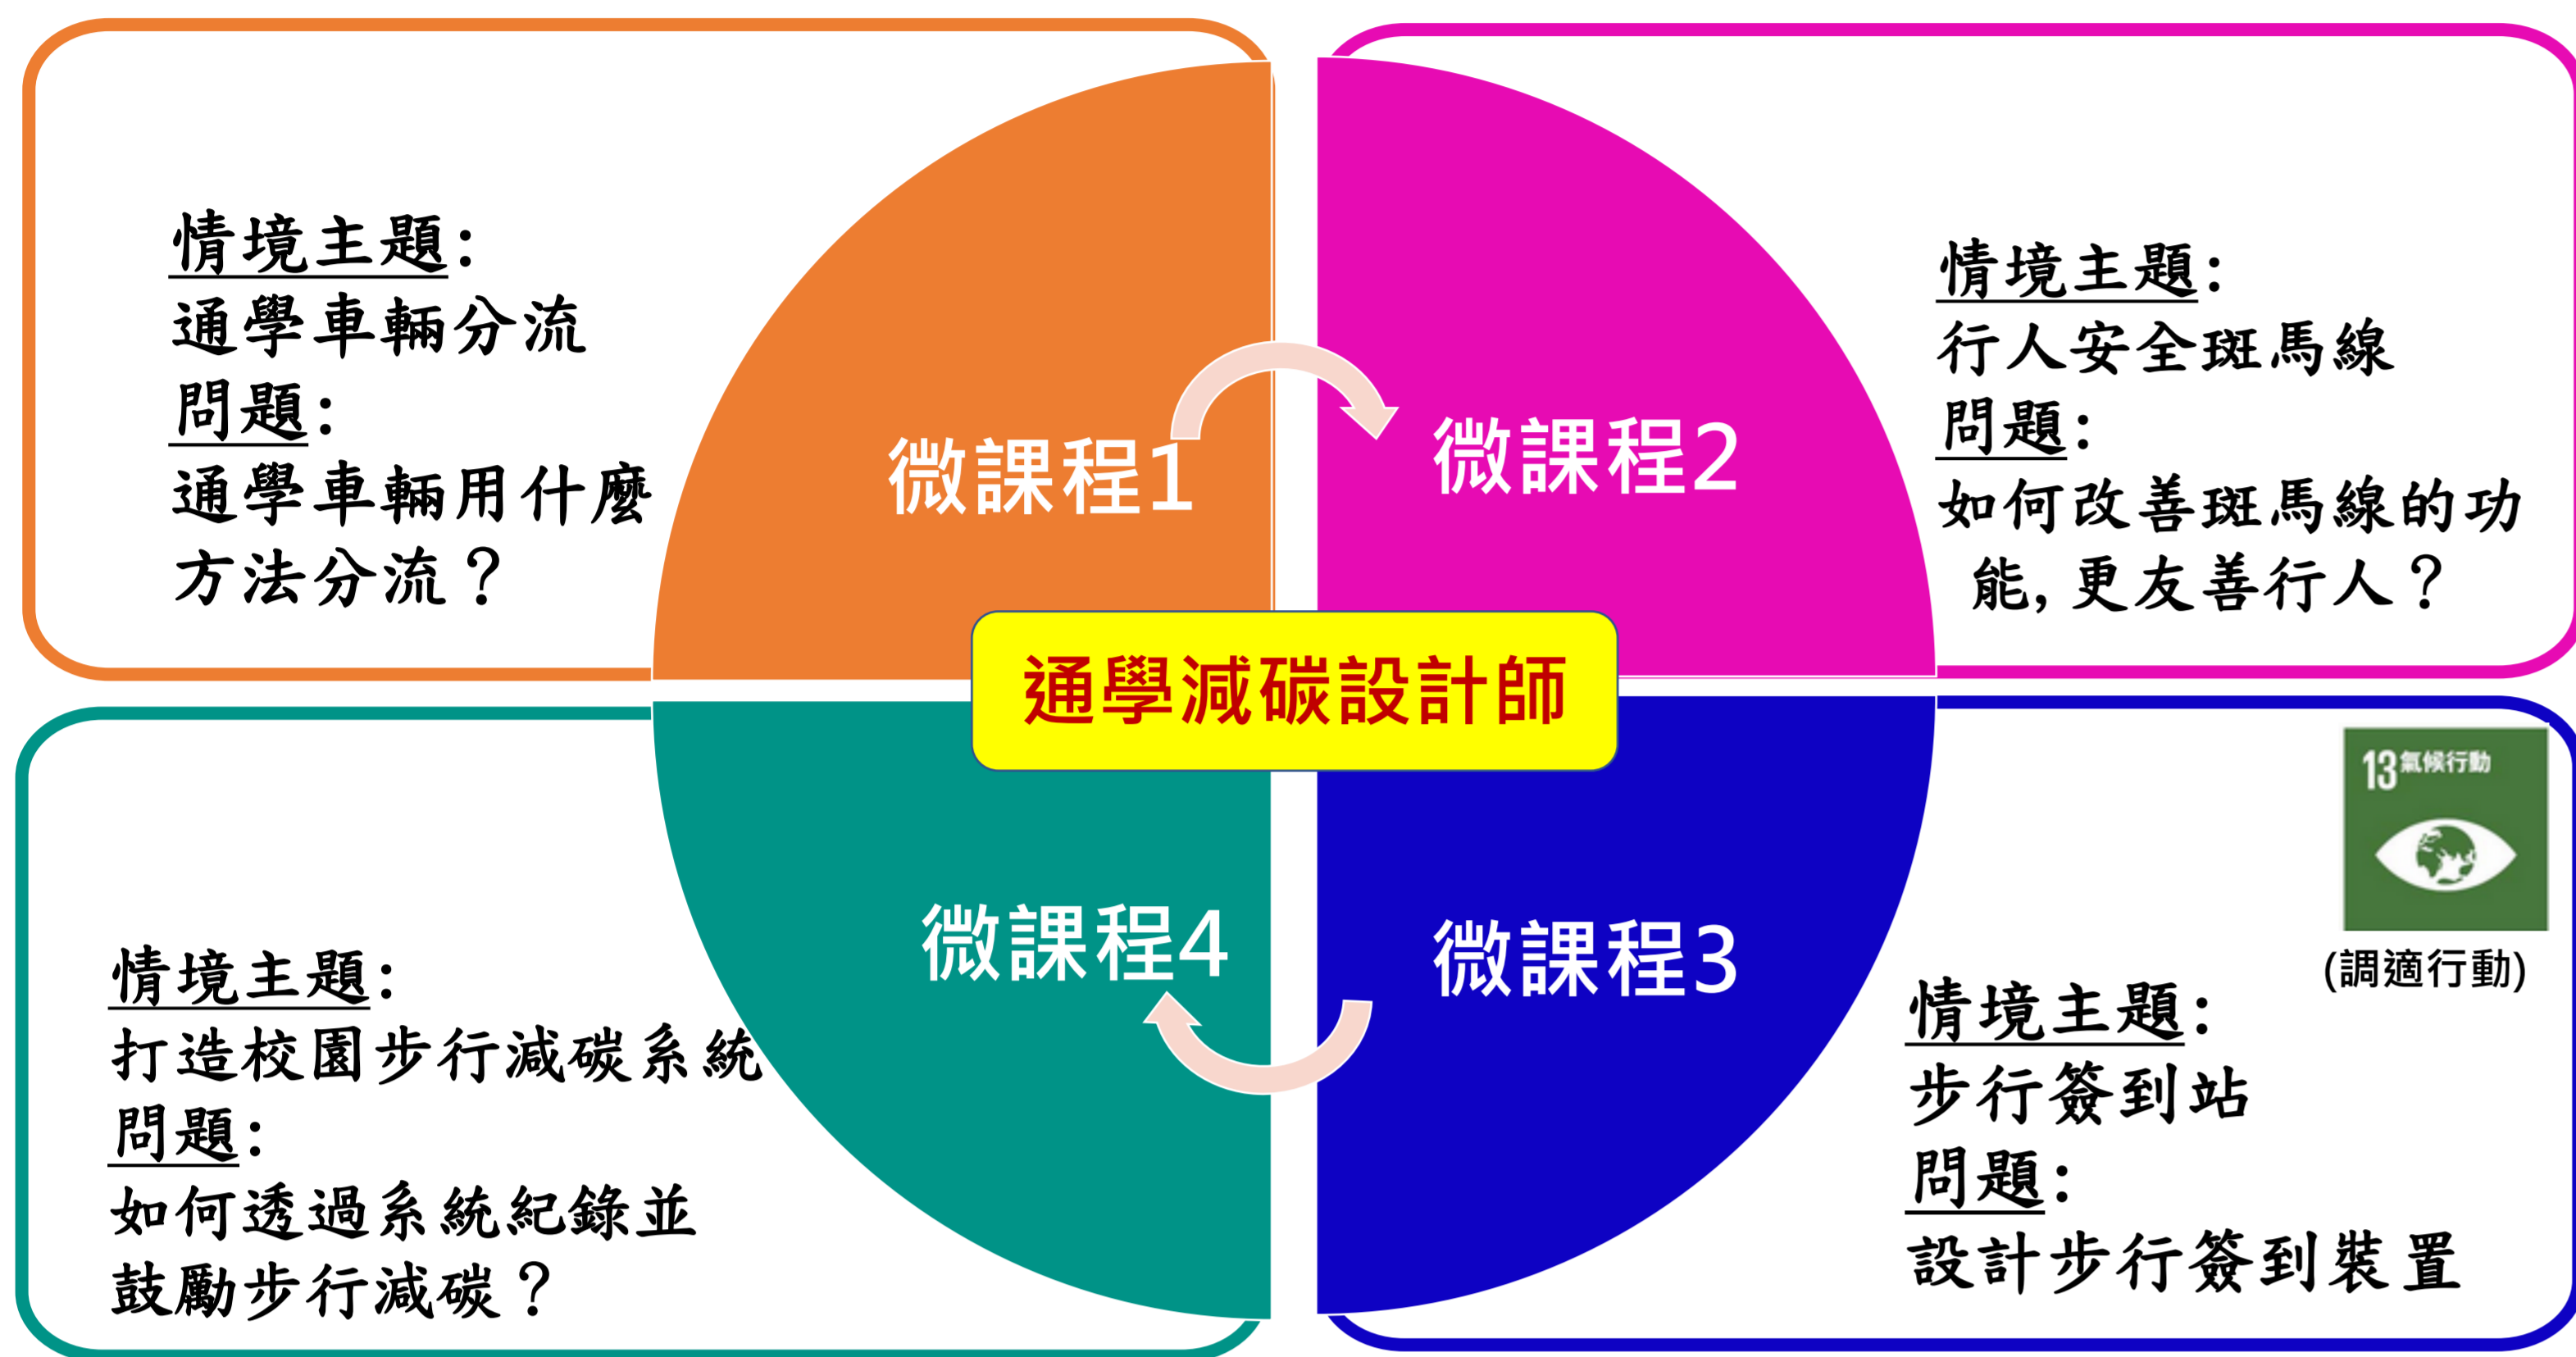 情境主題:
通學車輛分流
問題:
通學車輛用什麼
方法分流？
微課程1
微課程2
情境主題:
行人安全斑馬線
問題:
如何改善斑馬線的功
能,更友善行人？
通學減碳設計師
情境主題:
打造校園步行減碳系統
問題:
如何透過系統紀錄並
鼓勵步行減碳？
微課程4
微課程3
13 氣候行動
(調適行動)
情境主題:
步行簽到站
問題:
設計步行簽到裝置